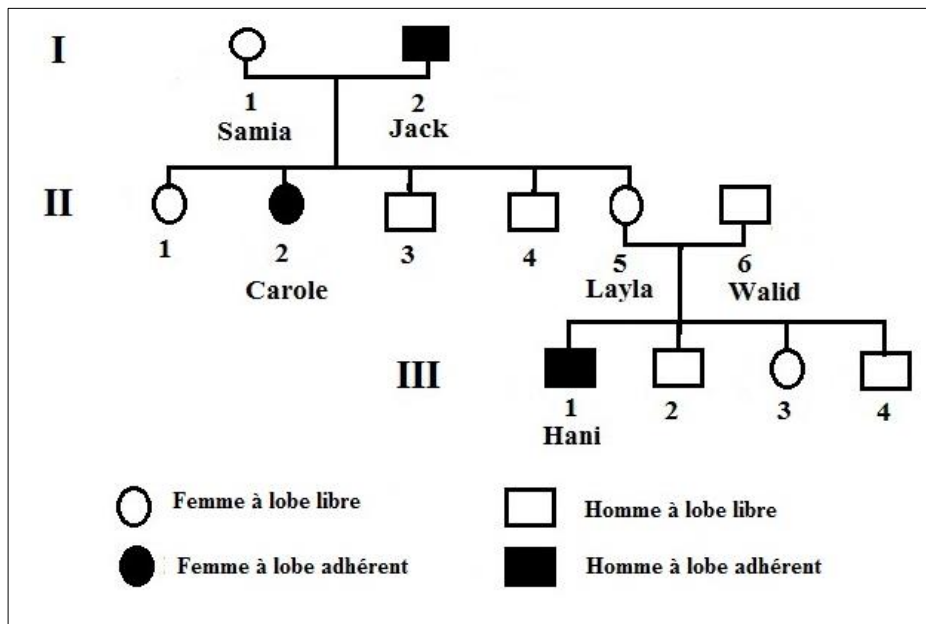 I
1 2
Samia Jack
II
1 2 3 4 5 6
Carole Layla Walid
III
1 2 3 4
Hani
Femme à lobe libre Homme à lobe libre
Femme à lobe adhérent Homme à lobe adhérent